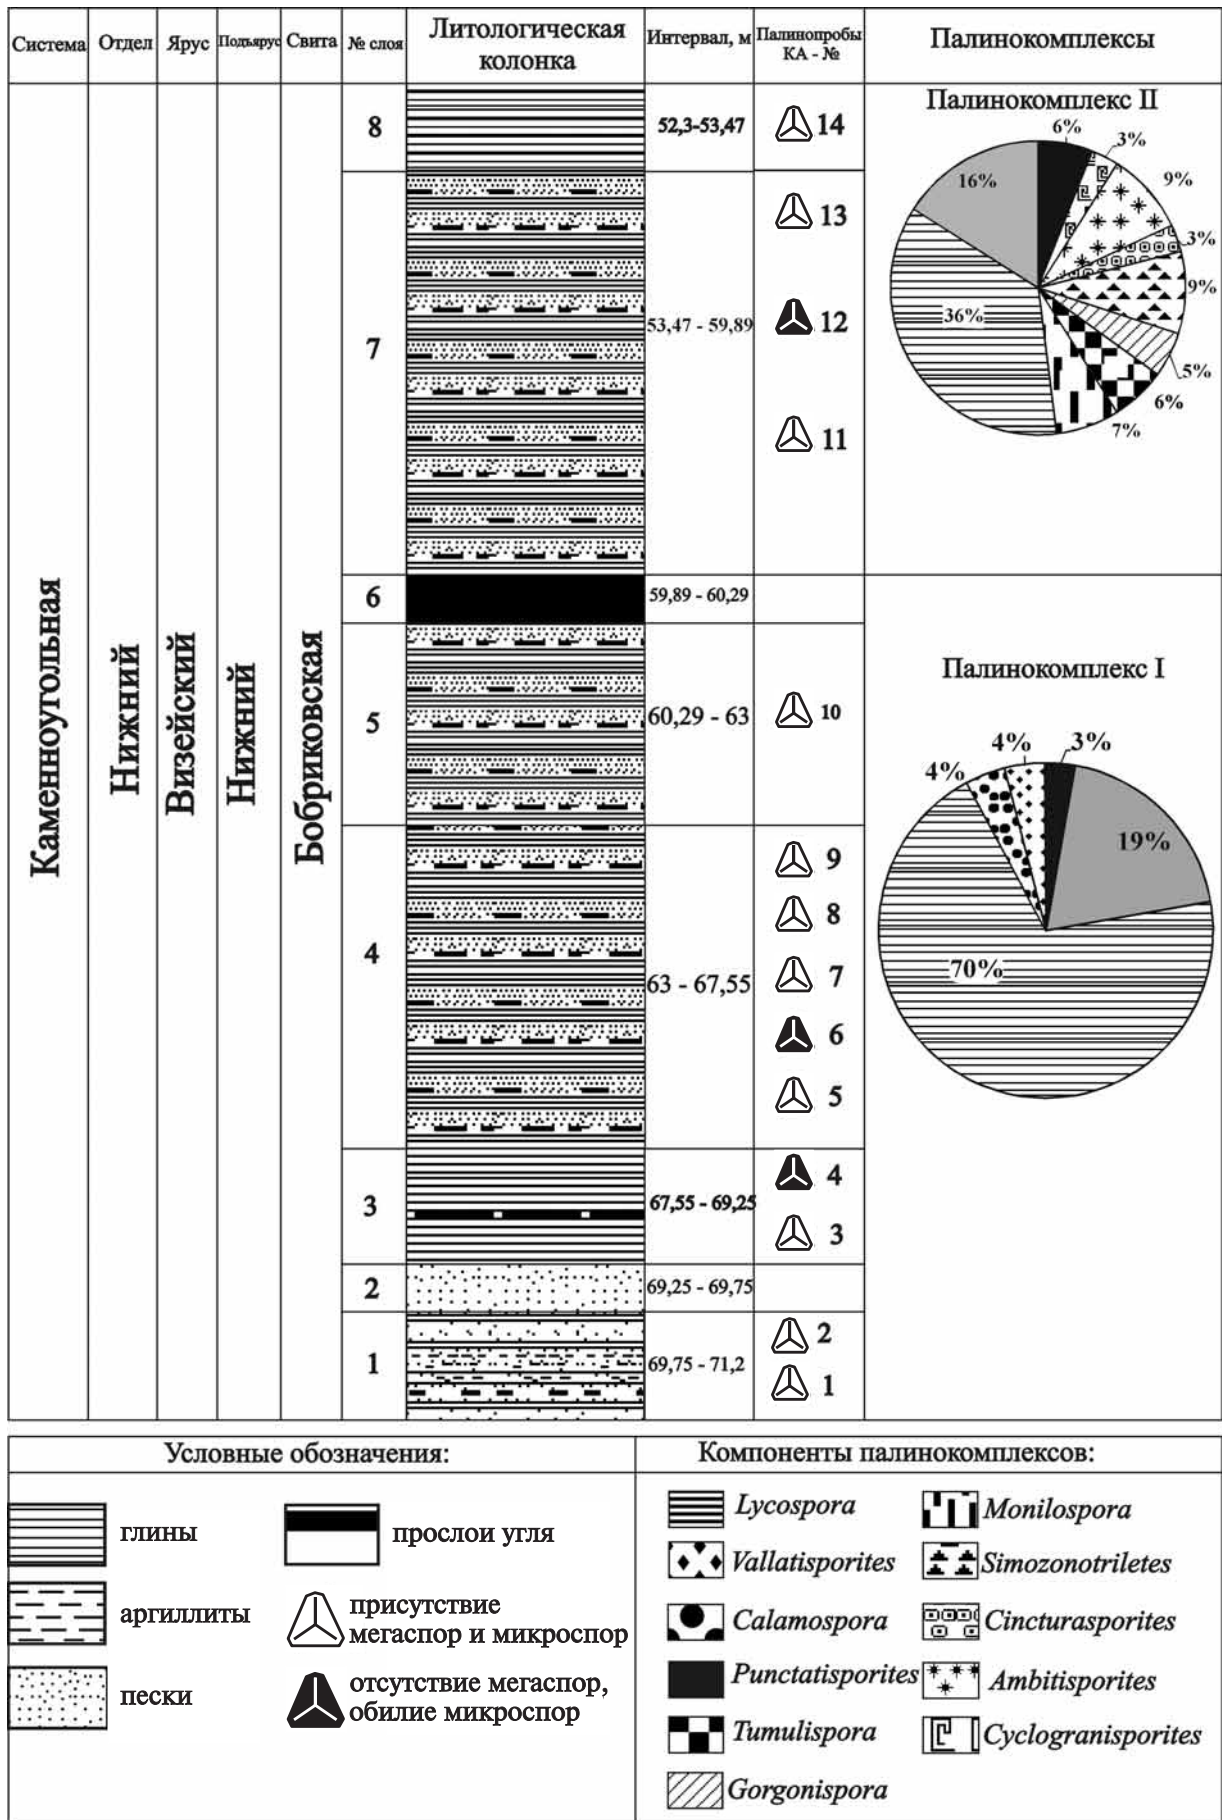 Система
Отдел
Ярус
Подъярус
Свита
№ слоя
Литологическая
колонка
Интервал, м
Палинопробы
КА - №
Палинокомплексы
Каменноугольная
Нижний
Визейский
Нижний
Бобриковская
8
52,3-53,47
14
7
53,47 - 59,89
13
12
11
6
59,89 - 60,29
5
60,29 - 63
10
4
63 - 67,55
9
8
7
6
5
3
67,55 - 69,25
4
3
2
69,25 - 69,75
1
69,75 - 71,2
2
1
Палинокомплекс II
6%
3%
9%
3%
9%
5%
6%
7%
36%
16%
Палинокомплекс I
4%
4%
3%
19%
70%
Условные обозначения:
глины
аргиллиты
пески
прослои угля
присутствие
мегаспор и микроспор
отсутствие мегаспор,
обилие микроспор
Компоненты палинокомплексов:
Lycospora
Vallatisporites
Calamospora
Punctatisporites
Tumulispora
Gorgonispora
Monilospora
Simozonotriletes
Cincturasporites
Ambitisporites
Cyclogranisporites